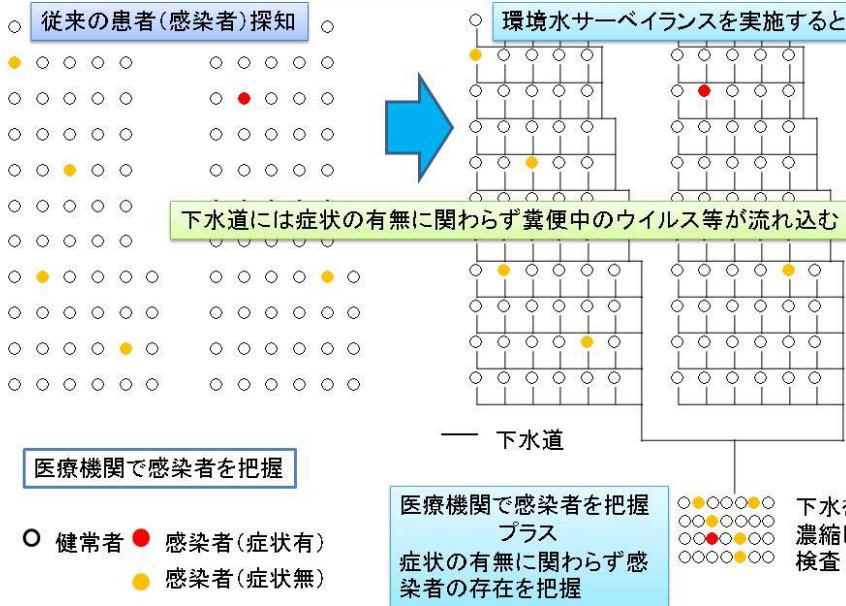 従来の患者(感染者)探知
環境水サーベイランスを実施すると
下水道には症状の有無に関わらず糞便中のウイルス等が流れ込む
下水道
医療機関で感染者を把握
健常者
感染者(症状有)
感染者(症状無)
医療機関で感染者を把握
プラス
症状の有無に関わらず感
染者の存在を把握
下水
濃縮
検査